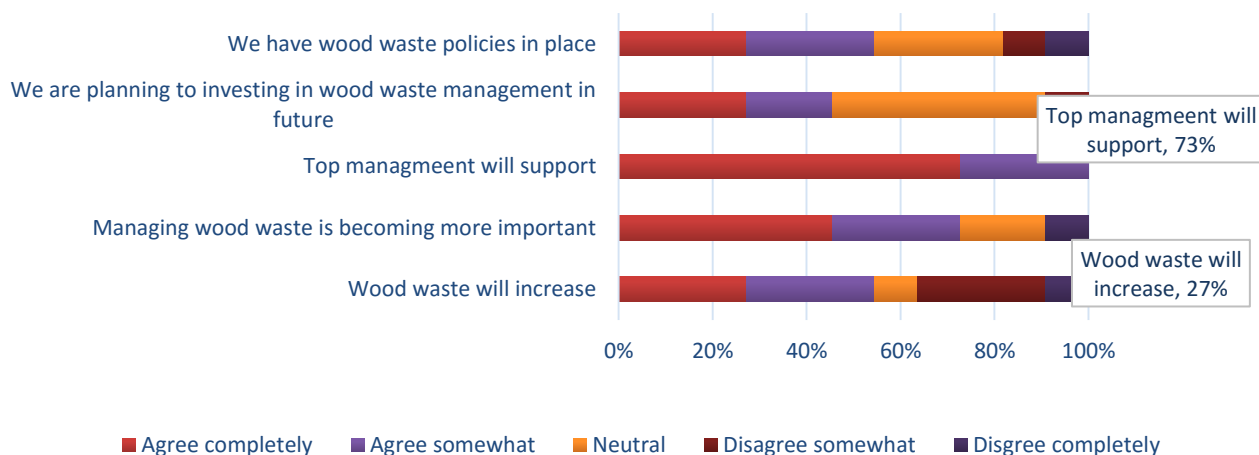 We have wood waste policies in place
We are planning to investing in wood waste management in
future
Top managmeent will support
Managing wood waste is becoming more important
Wood waste will increase
Top managmeent will
support, 73%
Wood waste will
increase, 27%
0% 20% 40% 60% 80% 100%
Agree completely Agree somewhat Neutral Disagree somewhat Disgree completely